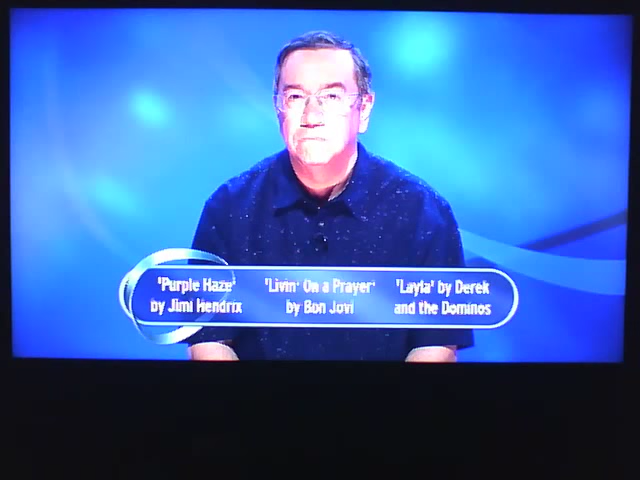 'Purple Haze' 'Livin' On a Prayer' 'Layla' by Derek
by Jimi Hendrix by Bon Jovi and the Dominos